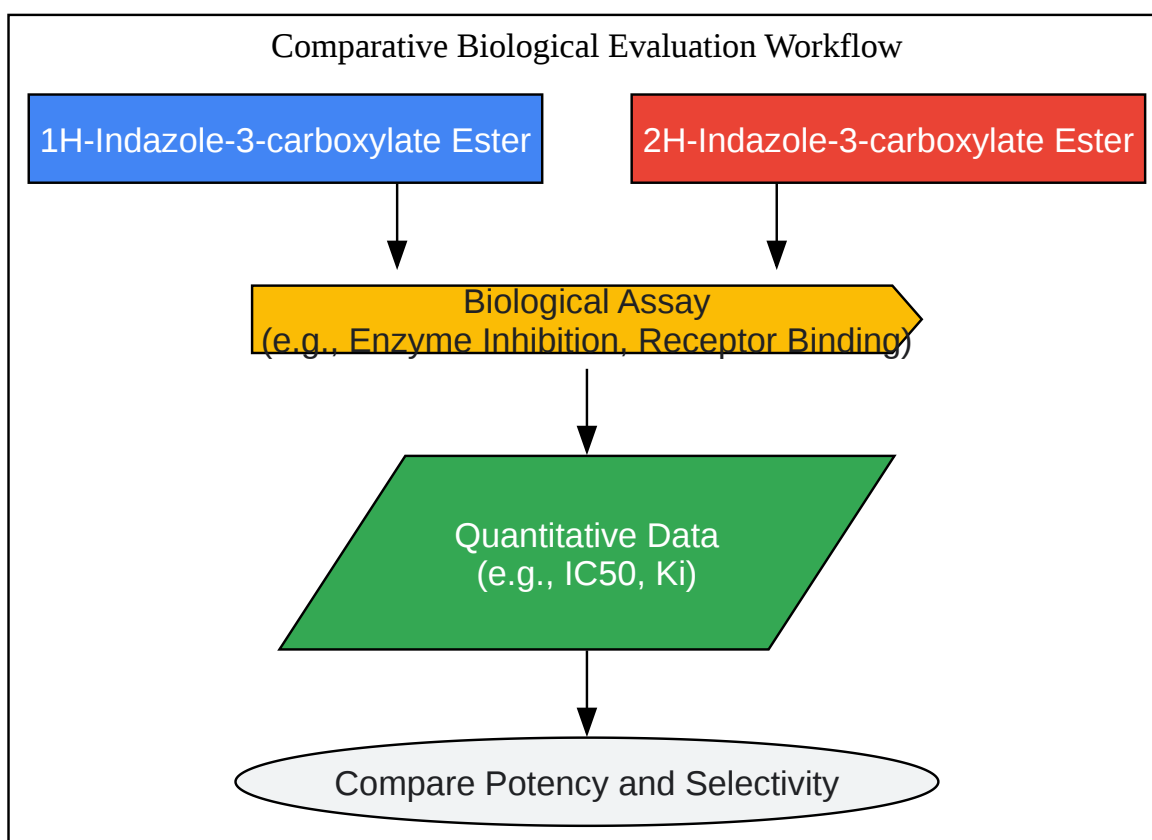 Comparative Biological Evaluation Workflow
1H-Indazole-3-carboxylate Ester
2H-Indazole-3-carboxylate Ester
Biological Assay
(e.g., Enzyme Inhibition, Receptor Binding)
Quantitative Data
(e.g., IC50, Ki)
Compare Potency and Selectivity